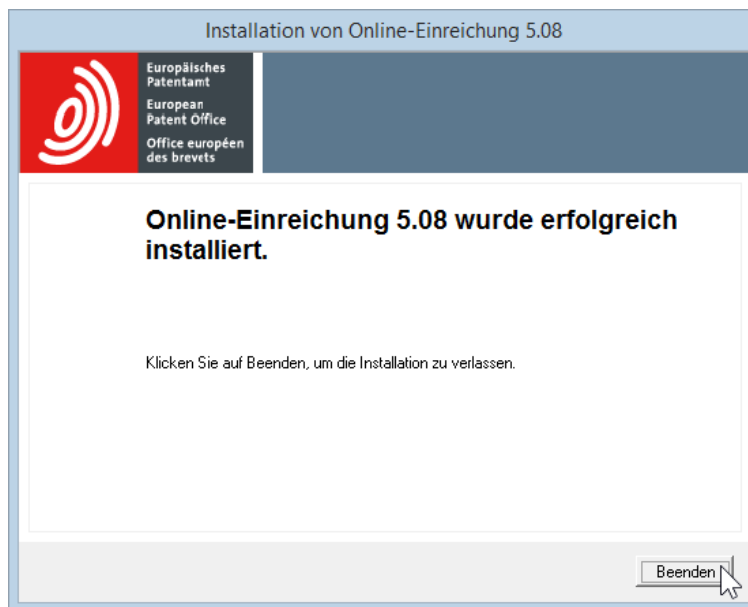 Installation von Online-Einreichung 5.08
Europäisches
Patentamt
European
Patent Office
Office européen
des brevets
Online-Einreichung 5.08 wurde erfolgreich
installiert.
Klicken Sie auf Beenden, um die Installation zu verlassen.
Beenden